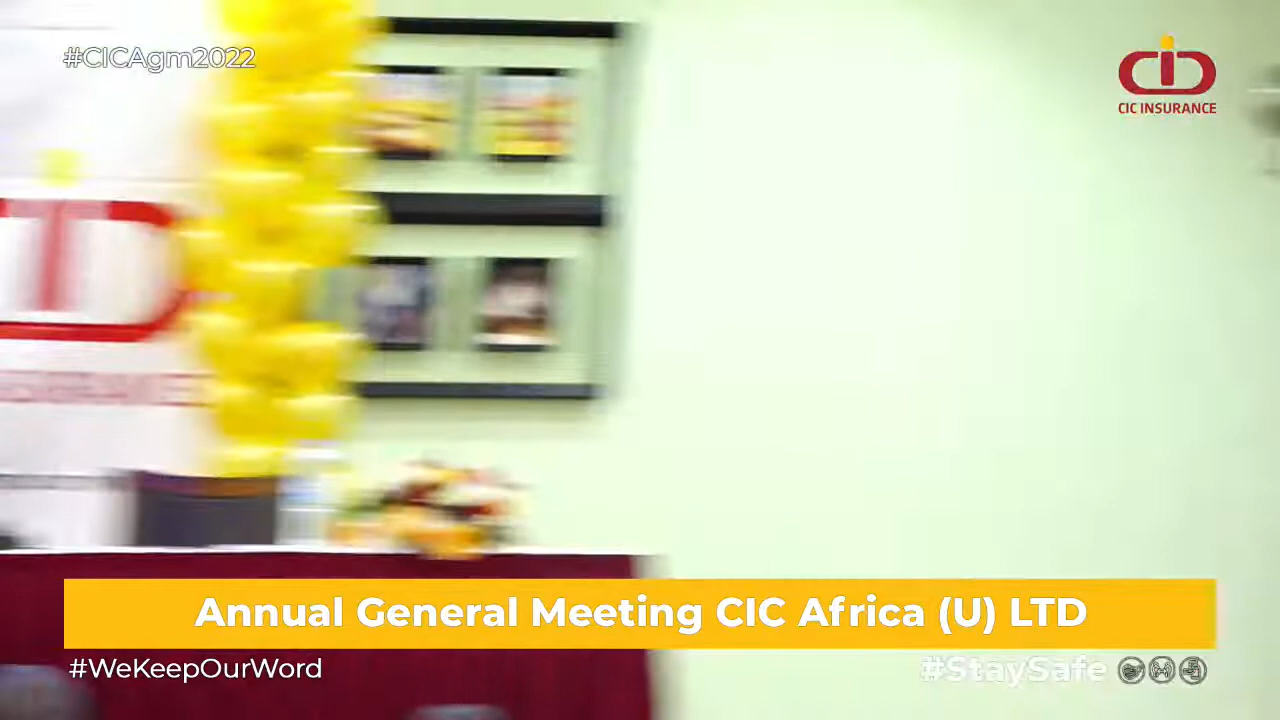 #CICAgm2022
CIC INSURANCE
Annual General Meeting CIC Africa (U) LTD
#WeKeepOurWord
#StaySafe